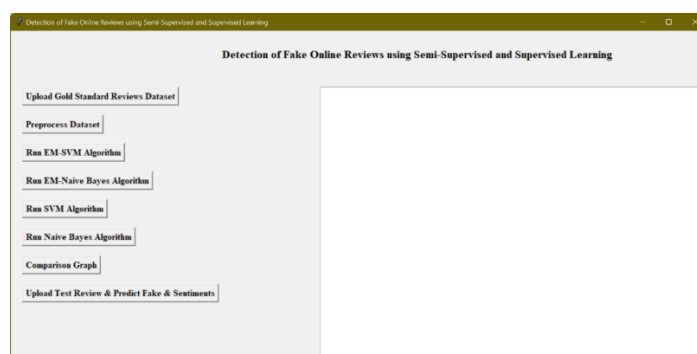 Detection of Fake Online Reviews using Semi-Supervised and Supervised Learning
Detection of Fake Online Reviews using Semi-Supervised and Supervised Learning
Upload Gold Standard Reviews Dataset
Preprocess Dataset
Run EM-SVM Algorithm
Run EM-Naive Bayes Algorithm
Run SVM Algorithm
Run Naive Bayes Algorithm
Comparison Graph
Upload Test Review & Predict Fake & Sentiments